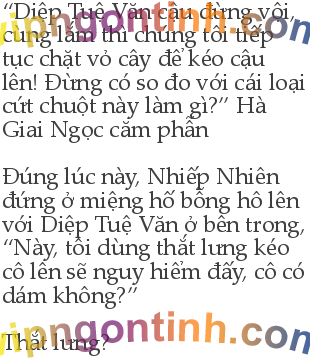 “Diệp Tuệ Văn cậu đừng vội,
cùng lắm thì chúng tôi tiếp
tục chặt vỏ cây để kéo cậu
lên! Đừng có so đo với cái loại
cứt chuột này làm gì?” Hà
Giai Ngọc căm phẫn
Đúng lúc này, Nhiếp Nhiên
đứng ở miệng hố bỗng hô lên
với Diệp Tuệ Văn ở bên trong,
“Này, tôi dùng thắt lưng kéo
cô lên sẽ nguy hiểm đấy, cô có
dám không?”
Thắt lưng?
vipngontinh.com
vipngontinh.com